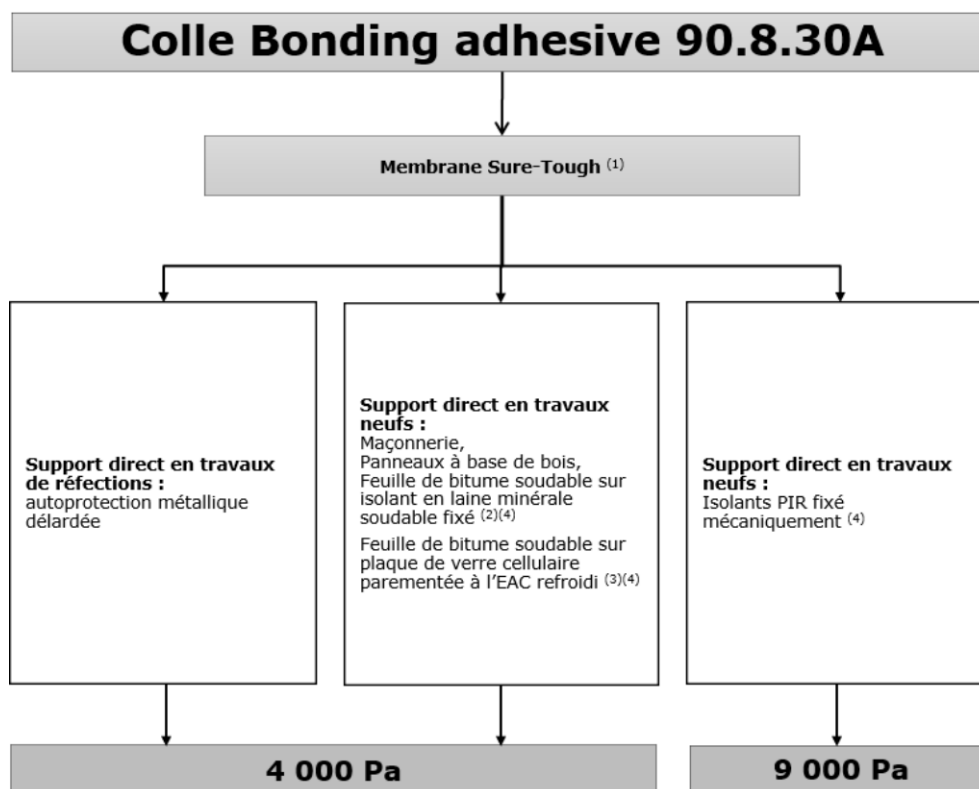 Colle Bonding adhesive 90.8.30A
Membrane Sure-Tough (1)
Support direct en travaux
de réfections :
autoprotection métallique
délardée
Support direct en travaux
neufs :
Maçonnerie,
Panneaux à base de bois,
Feuille de bitume soudable sur
isolant en laine minérale
soudable fixé (2)(4)
Feuille de bitume soudable sur
plaque de verre cellulaire
parementée à l’EAC refroidi (3)(4)
Support direct en travaux
neufs :
Isolants PIR fixé
mécaniquement (4)
4 000 Pa
9 000 Pa